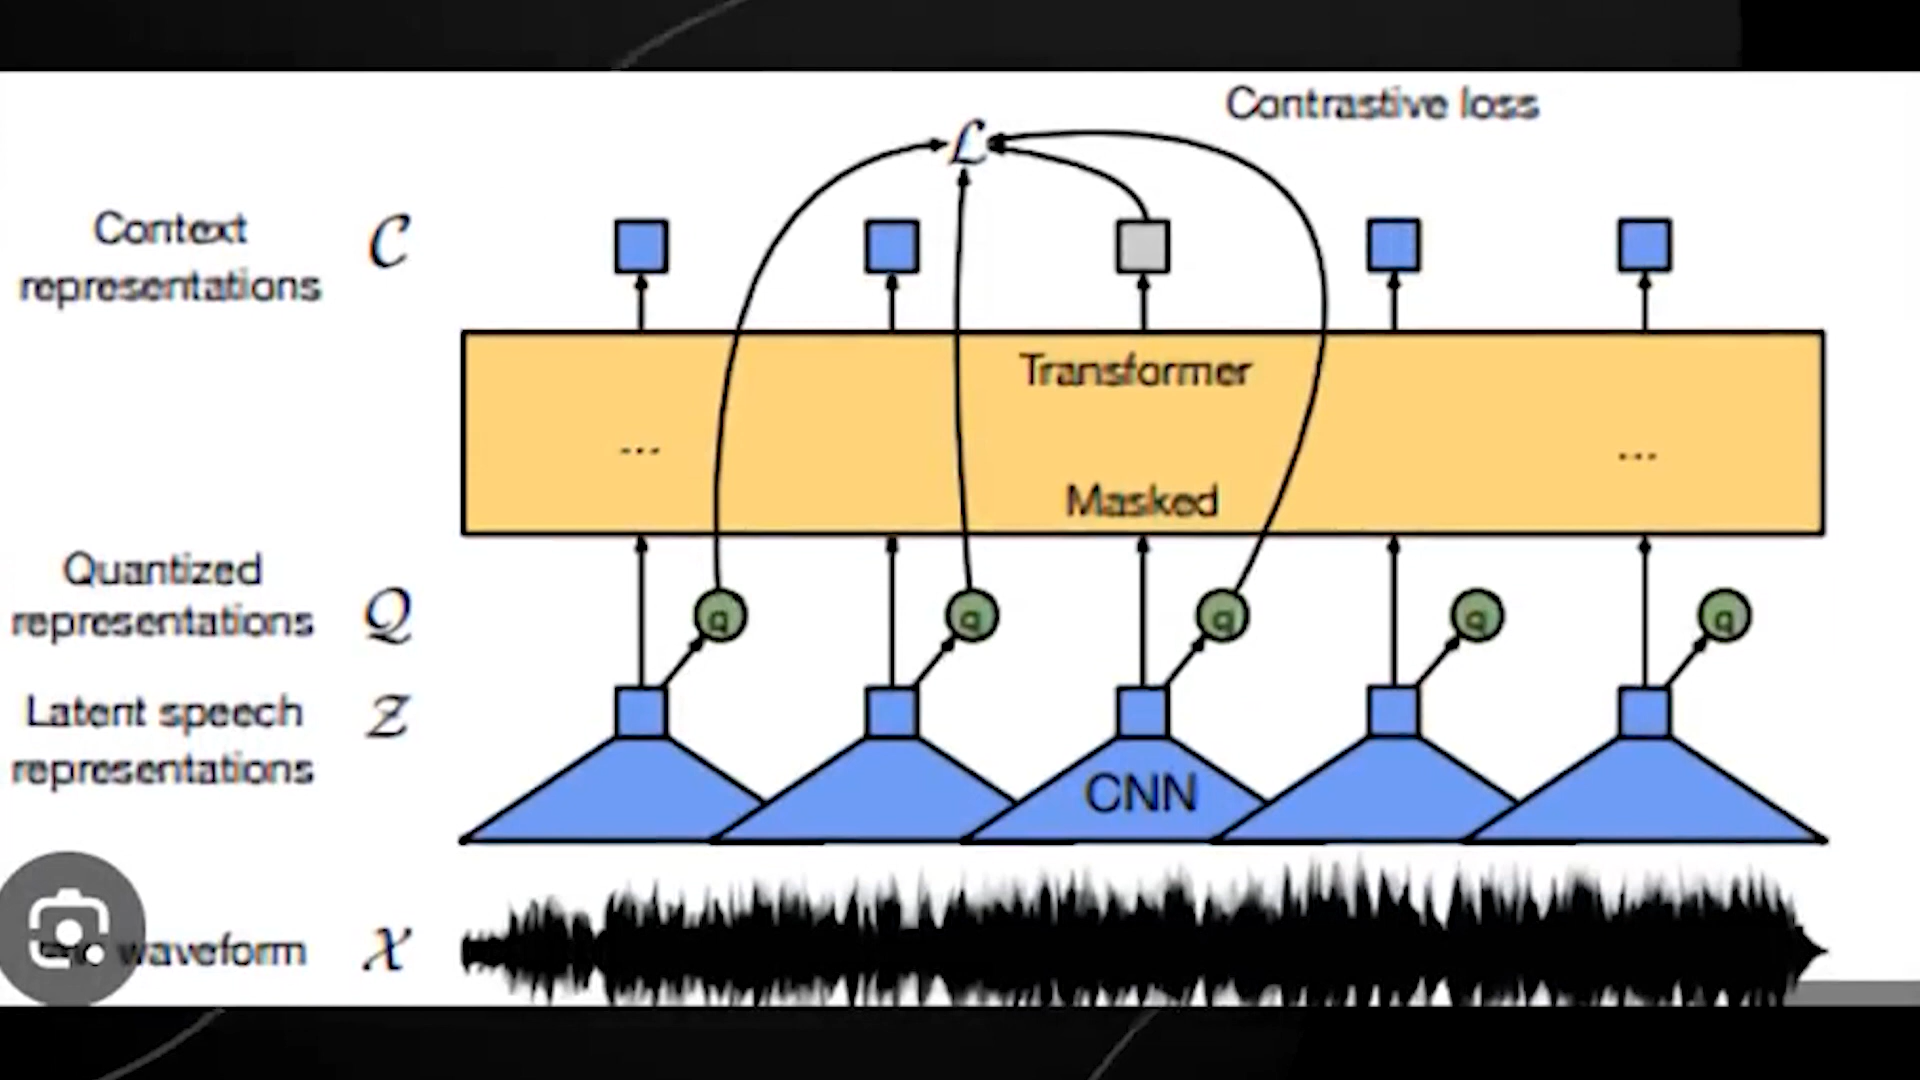 Contrastive loss
ℒ
Context
representations
𝒞
Transformer
...
...
Masked
Quantized
representations
𝒬
q
q
q
q
q
Latent speech
representations
𝒵
CNN
waveform
𝒳